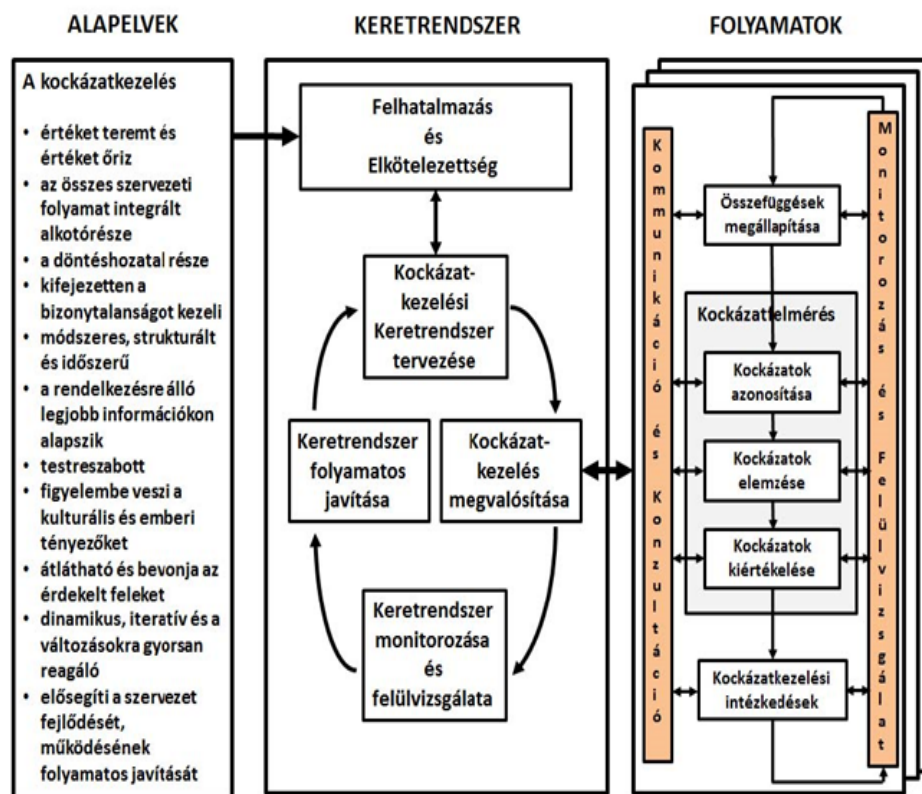 ALAPELVEK
A kockázatkezelés
• értéket teremt és
értéket őriz
• az összes szervezeti
folyamat integrált
alkotórésze
• a döntéshozatal része
• kifejezetten a
bizonytalanságot kezeli
• módszeres, strukturált
és időszerű
• a rendelkezésre álló
legjobb információkon
alapszik
• testreszabott
• figyelembe veszi a
kulturális és emberi
tényezőket
• átlátható és bevonja az
érdekelt feleket
• dinamikus, iteratív és a
változásokra gyorsan
reagáló
• elősegíti a szervezet
fejlődését,
működésének
folyamatos javítását
KERETRENDSZER
Felhatalmazás
és
Elkötelezettség
Kockázat-
kezelési
Keretrendszer
tervezése
Keretrendszer
folyamatos
javítása
Kockázat-
kezelés
megvalósítása
Keretrendszer
monitorozása
és
felülvizsgálata
FOLYAMATOK
Kommunikáció és Konzultáció
Összefüggések
megállapítása
Kockázatfelmérés
Kockázatok
azonosítása
Kockázatok
elemzése
Kockázatok
kiértékelése
Kockázatkezelési
intézkedések
Monitorozás és Felülvizsgálat